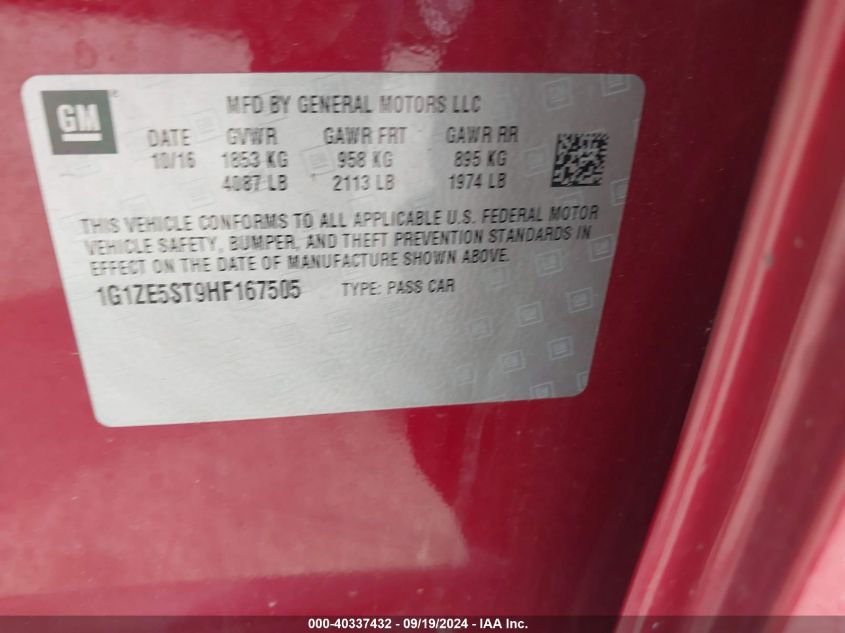 GM®
MFD BY GENERAL MOTORS LLC
DATE GVWR GAWR FRT GAWR RR
10/16 1853 KG 958 KG 895 KG
4087 LB 2113 LB 1974 LB
THIS VEHICLE CONFORMS TO ALL APPLICABLE U.S. FEDERAL MOTOR
VEHICLE SAFETY, BUMPER, AND THEFT PREVENTION STANDARDS IN
EFFECT ON THE DATE OF MANUFACTURE SHOWN ABOVE.
1G1ZE5ST9HF167505 TYPE: PASS CAR
000-40337432 - 09/19/2024 - IAA Inc.